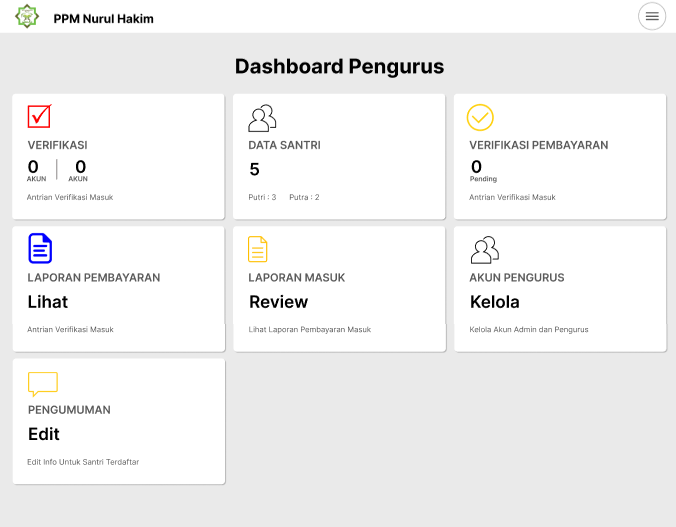 PPM Nurul Hakim
Dashboard Pengurus
VERIFIKASI
0 0
AKUN AKUN
Antrian Verifikasi Masuk
DATA SANTRI
5
Putri : 3 Putra : 2
VERIFIKASI PEMBAYARAN
0
Pending
Antrian Verifikasi Masuk
LAPORAN PEMBAYARAN
Lihat
Antrian Verifikasi Masuk
LAPORAN MASUK
Review
Lihat Laporan Pembayaran Masuk
AKUN PENGURUS
Kelola
Kelola Akun Admin dan Pengurus
PENGUMUMAN
Edit
Edit Info Untuk Santri Terdaftar